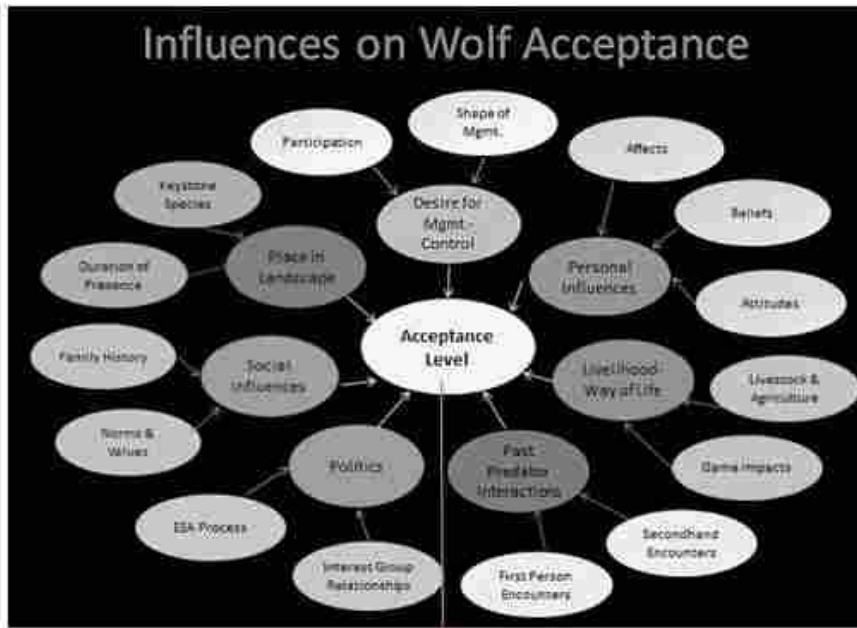 Influences on Wolf Acceptance
Participation
Shape of
Mgmt.
Affects
Keystone
Species
Desire for
Mgmt.-
Control
Beliefs
Place in
Landscape
Personal
Influences
Duration of
Presence
Attitudes
Acceptance
Level
Family History
Social
Influences
Livelihood-
Way of Life
Livestock &
Agriculture
Norms &
Values
Politics
Past
Predator
Interactions
Game Impacts
ESA Process
Secondhand
Encounters
Interest Group
Relationships
First Person
Encounters